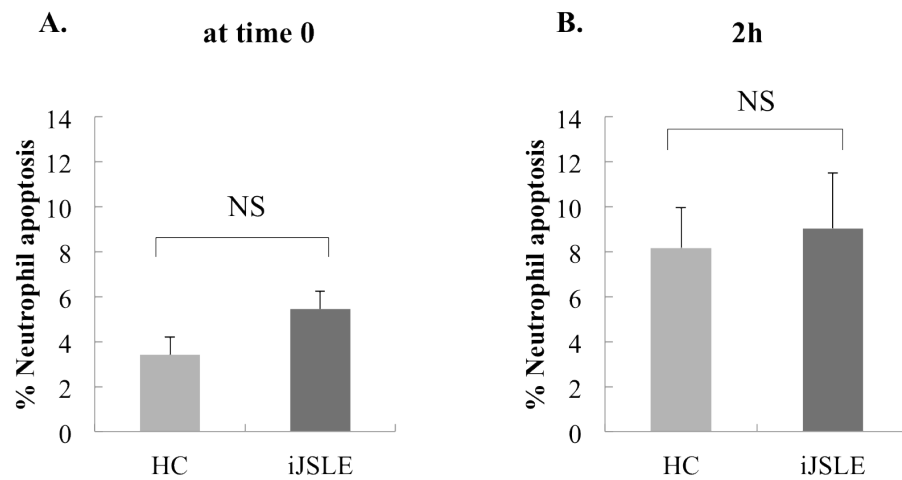 A.
at time 0
% Neutrophil apoptosis
14
12
10
8
6
4
2
0
NS
HC
iJSLE
B.
2h
% Neutrophil apoptosis
14
12
10
8
6
4
2
0
NS
HC
iJSLE